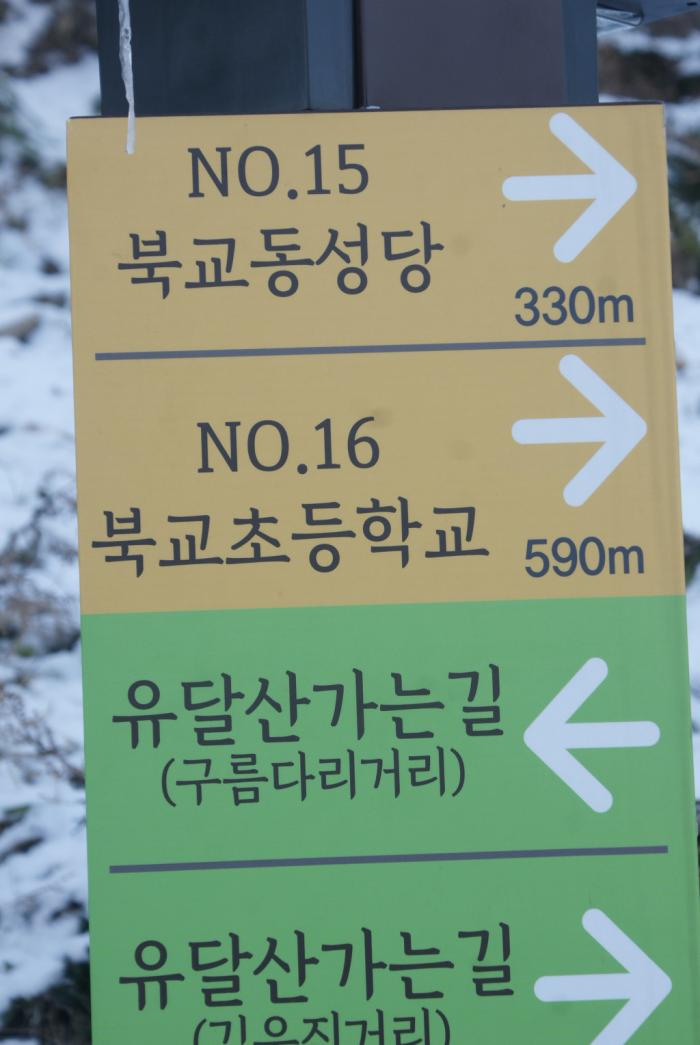 NO.15
북교동성당
330m
NO.16
북교초등학교
590m
유달산가는길
(구름다리거리)
유달산가는길